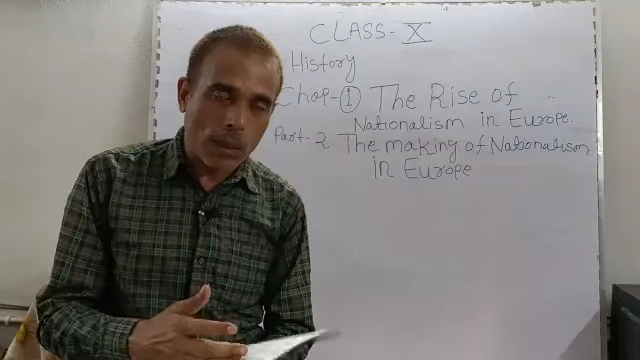 CLASS - X
History
Chap - ① The Rise of
Nationalism in Europe.
Part - 2 The making of Nationalism
in Europe